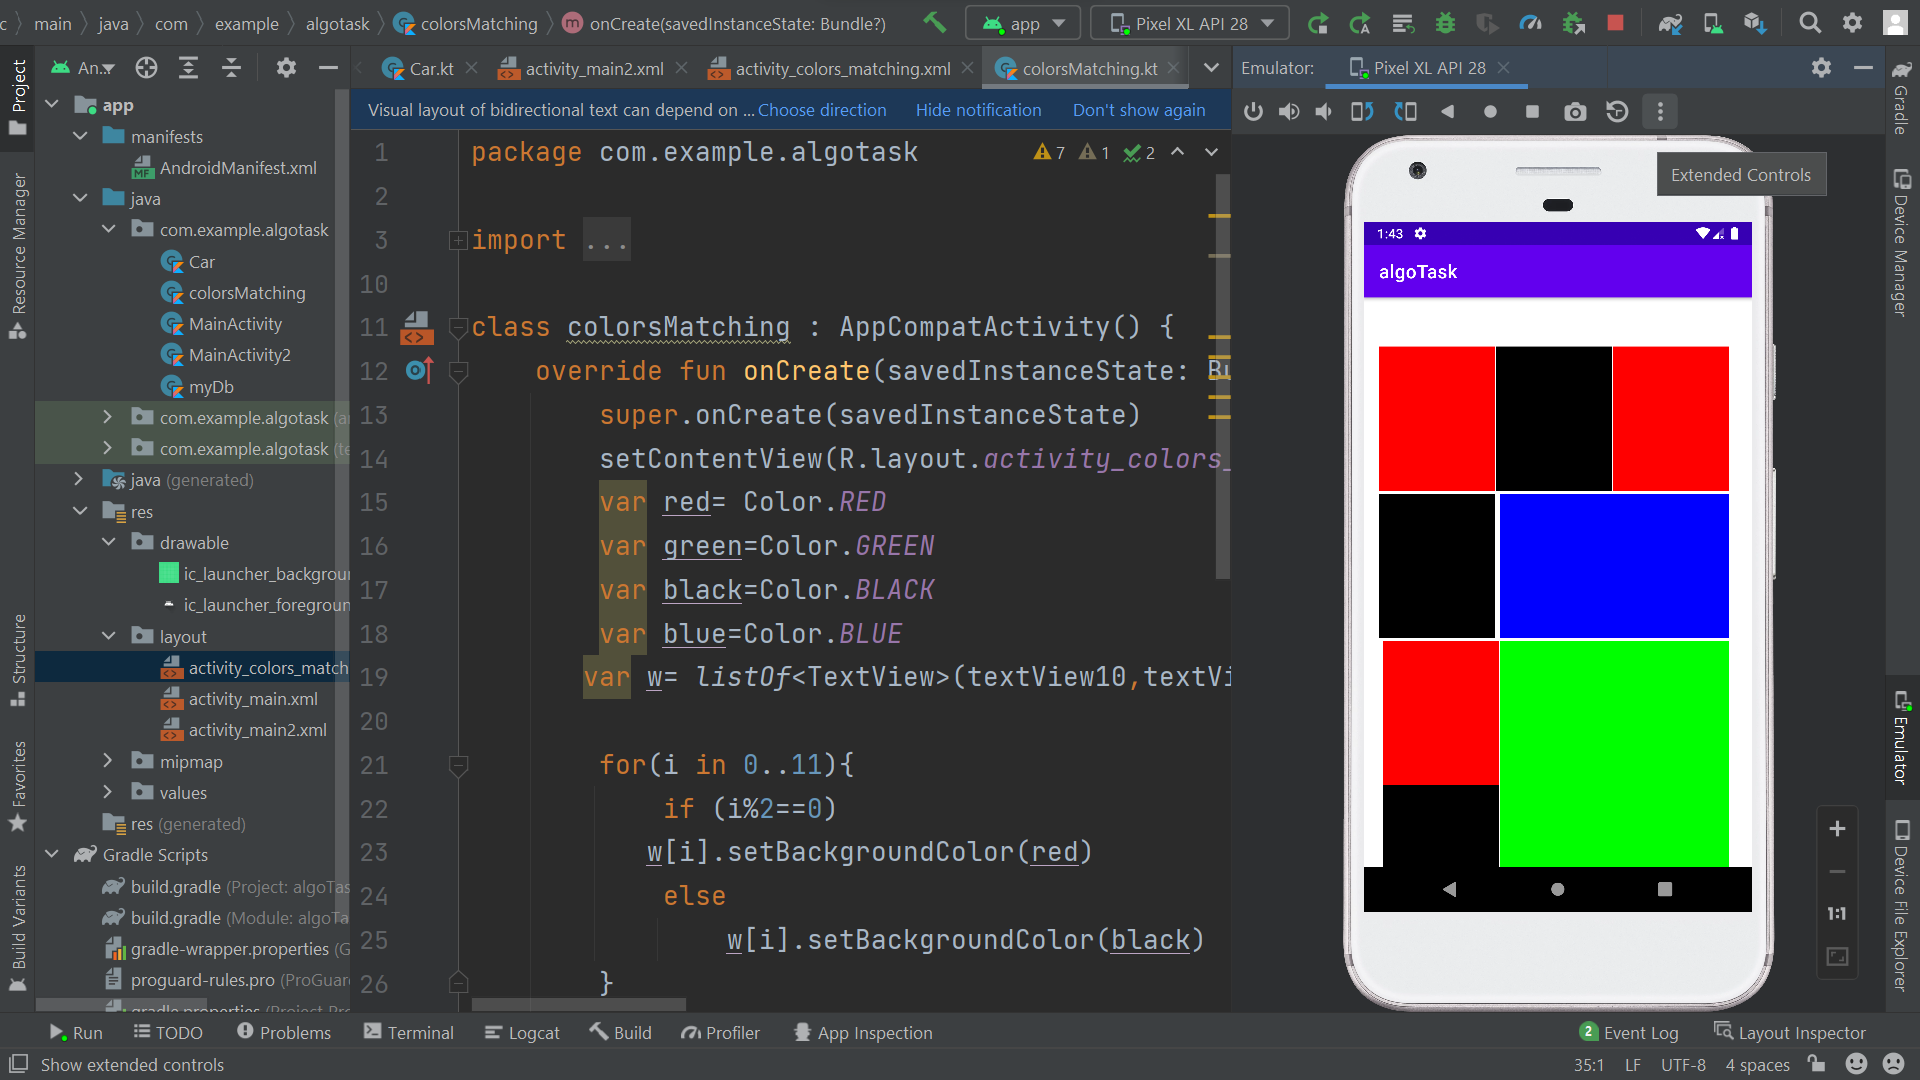 c main java com example algotask colorsMatching onCreate(savedInstanceState: Bundle?) app Pixel XL API 28
An... Car.kt activity_main2.xml activity_colors_matching.xml colorsMatching.kt Emulator: Pixel XL API 28
Visual layout of bidirectional text can depend on ... Choose direction Hide notification Don't show again
Project
Resource Manager
Structure
Favorites
Build Variants
app
manifests
AndroidManifest.xml
java
com.example.algotask
Car
colorsMatching
MainActivity
MainActivity2
myDb
com.example.algotask (a
com.example.algotask (te
java (generated)
res
drawable
ic_launcher_backgrou
ic_launcher_foregroun
layout
activity_colors_match
activity_main.xml
activity_main2.xml
mipmap
values
res (generated)
Gradle Scripts
build.gradle (Project: algoTas
build.gradle (Module: algoTa
gradle-wrapper.properties (G
proguard-rules.pro (ProGuar
gradle.properties (Project Pro
1 package com.example.algotask
7 1 2
2
3 import ...
10
11 class colorsMatching : AppCompatActivity() {
12 override fun onCreate(savedInstanceState: Bu
13 super.onCreate(savedInstanceState)
14 setContentView(R.layout.activity_colors_
15 var red= Color.RED
16 var green=Color.GREEN
17 var black=Color.BLACK
18 var blue=Color.BLUE
19 var w= listOf<TextView>(textView10,textVi
20
21 for(i in 0..11){
22 if (i%2==0)
23 w[i].setBackgroundColor(red)
24 else
25 w[i].setBackgroundColor(black)
26 }
Extended Controls
1:43
algoTask
1:1
Gradle
Device Manager
Emulator
Device File Explorer
Run TODO Problems Terminal Logcat Build Profiler App Inspection 2 Event Log Layout Inspector
Show extended controls 35:1 LF UTF-8 4 spaces